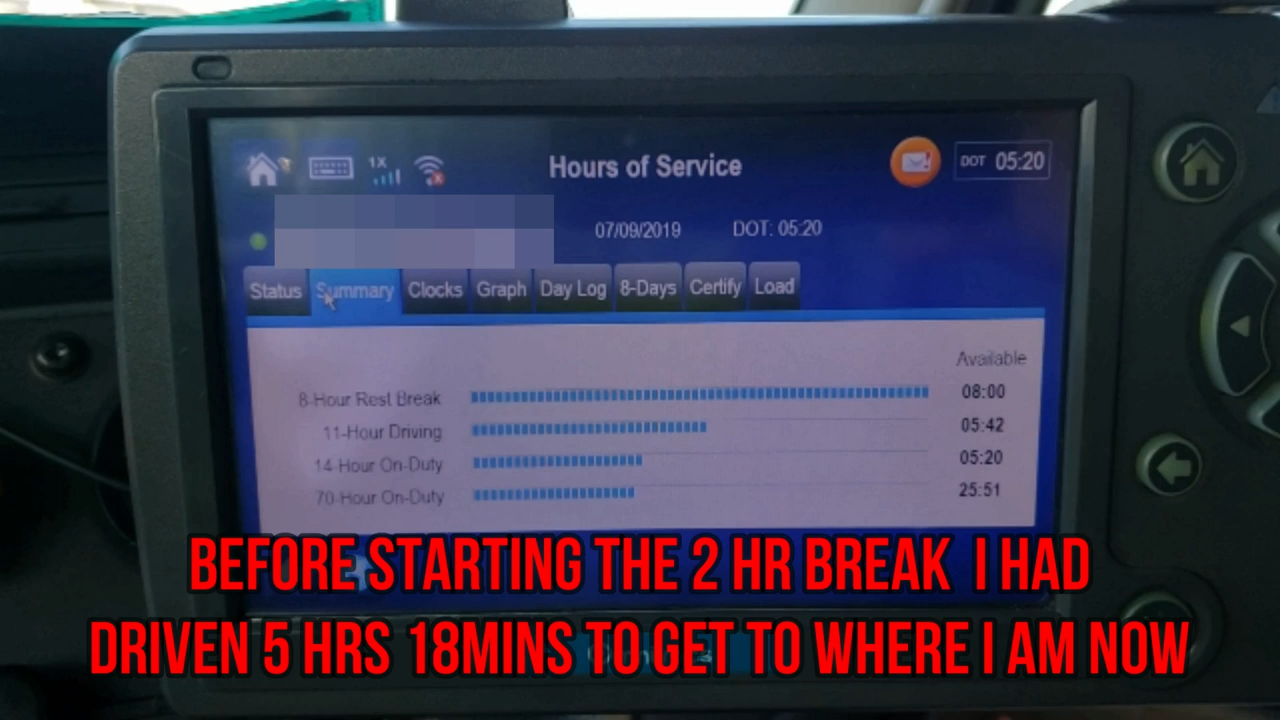 1X
Hours of Service
DOT 05:20
07/09/2019 DOT: 05:20
Status Summary Clocks Graph Day Log 8-Days Certify Load
Available
8-Hour Rest Break 08:00
11-Hour Driving 05:42
14-Hour On-Duty 05:20
70-Hour On-Duty 25:51
BEFORE STARTING THE 2 HR BREAK I HAD
DRIVEN 5 HRS 18MINS TO GET TO WHERE I AM NOW